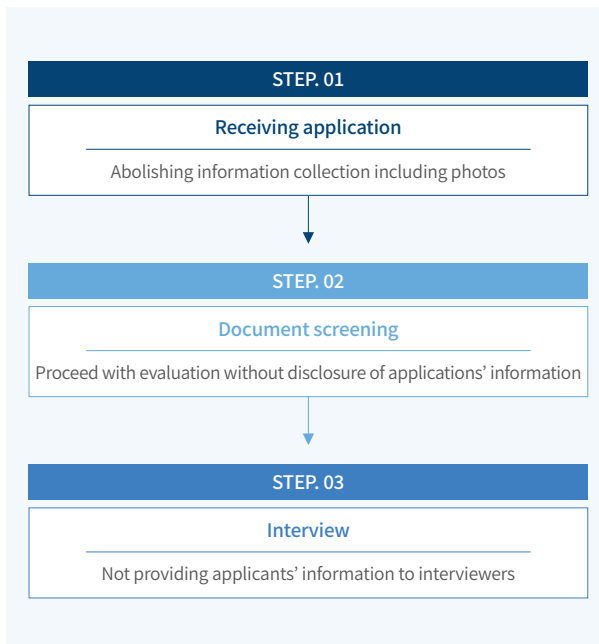 STEP. 01
Receiving application
Abolishing information collection including photos
STEP. 02
Document screening
Proceed with evaluation without disclosure of applications’ information
STEP. 03
Interview
Not providing applicants’ information to interviewers